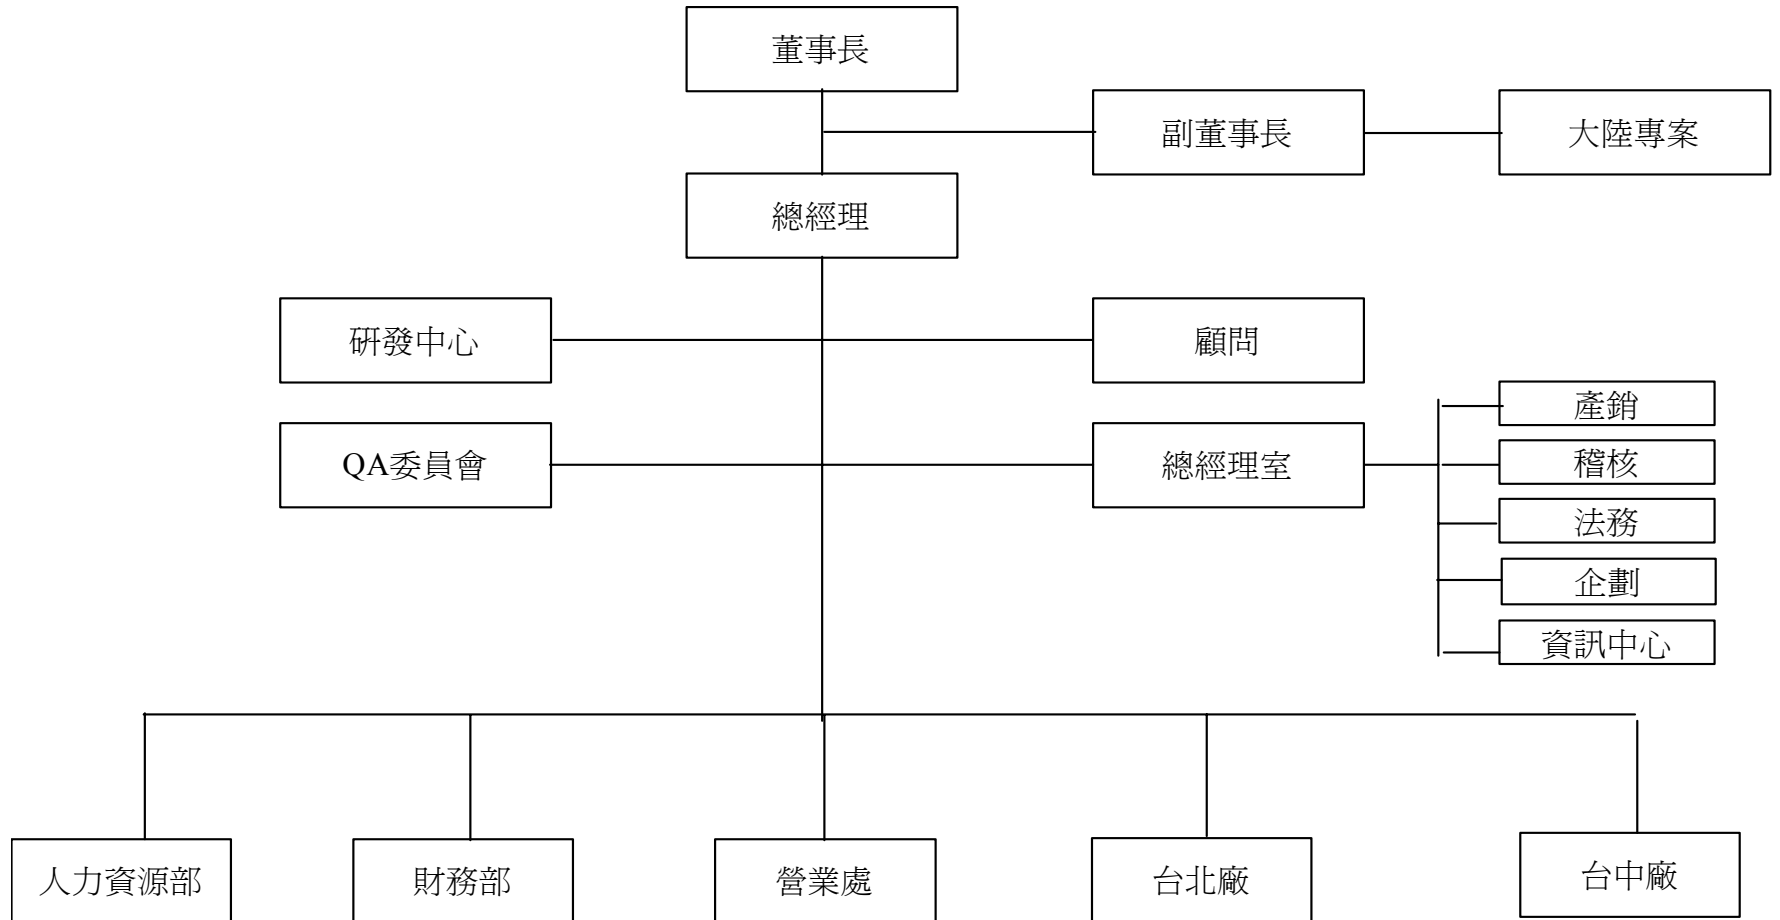 董事長
副董事長
大陸專案
總經理
研發中心
顧問
QA委員會
總經理室
產銷
稽核
法務
企劃
資訊中心
人力資源部
財務部
營業處
台北廠
台中廠